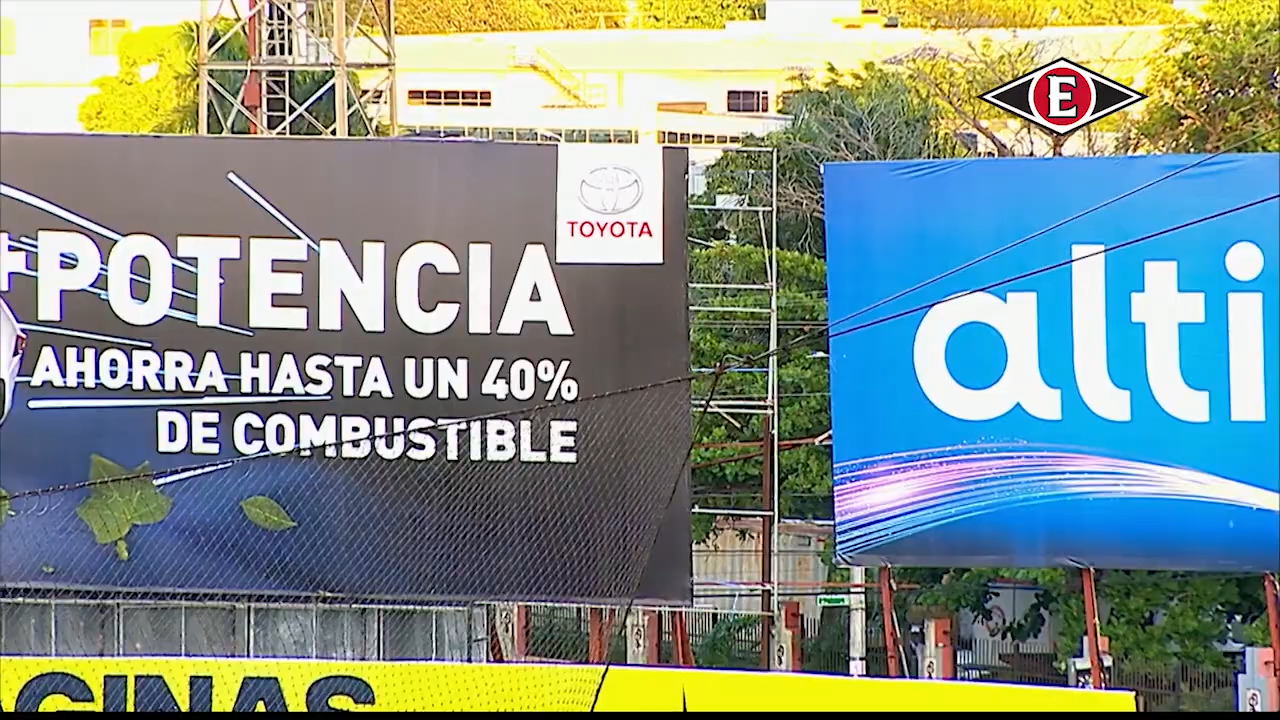 E
TOYOTA
+POTENCIA
AHORRA HASTA UN 40%
DE COMBUSTIBLE
alti
GINAS